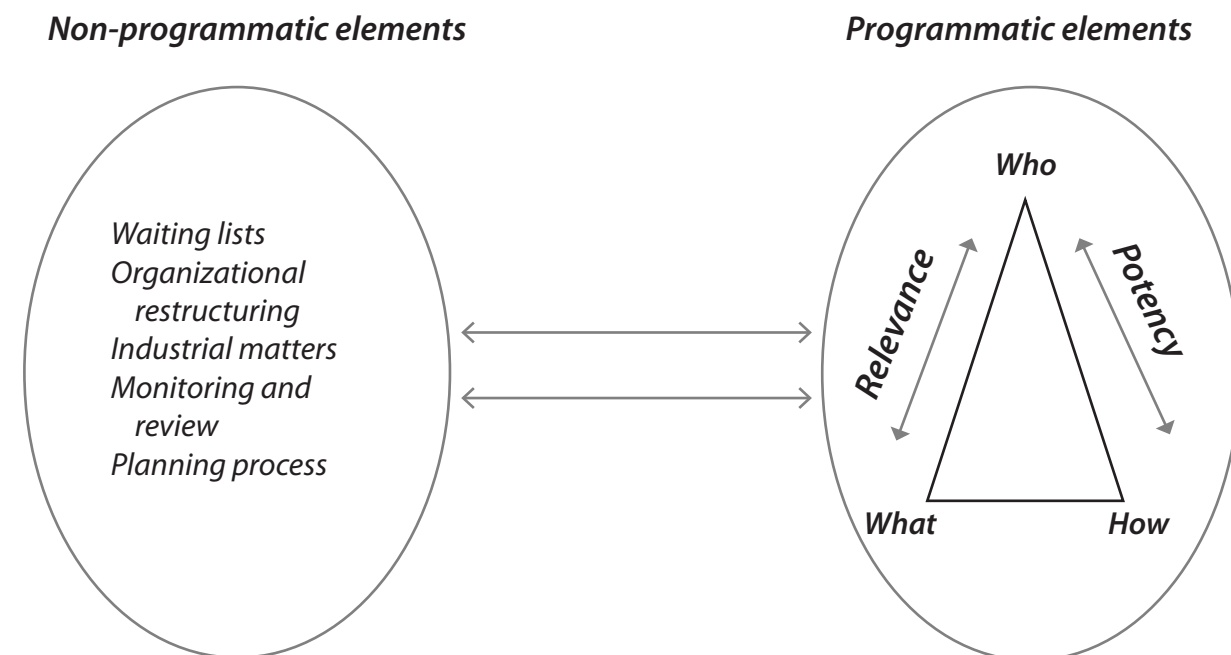 Non-programmatic elements
Programmatic elements
Waiting lists
Organizational
restructuring
Industrial matters
Monitoring and
review
Planning process
Who
Relevance
Potency
What
How